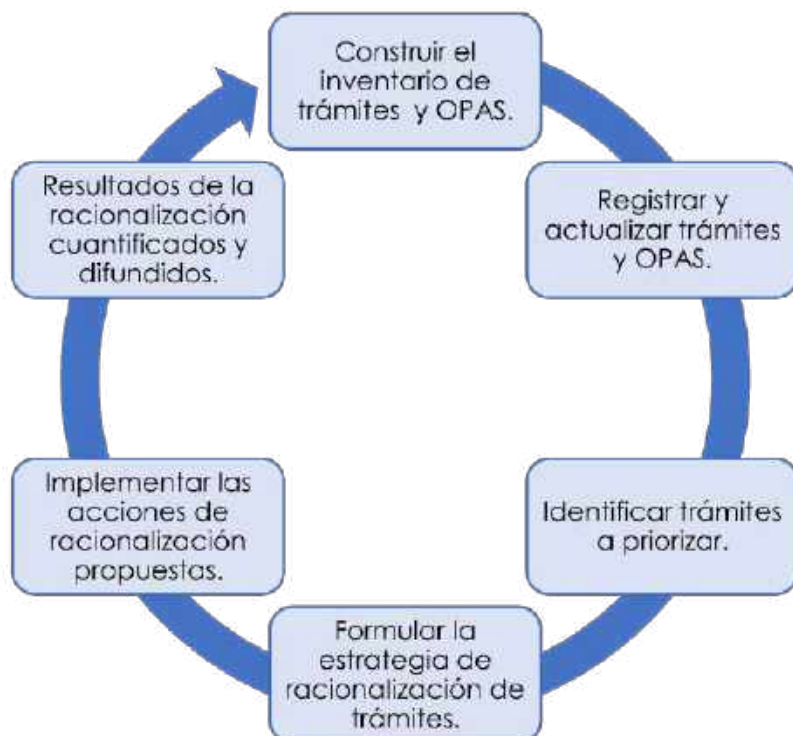 Construir el
inventario de
trámites y OPAS.
Registrar y
actualizar trámites
y OPAS.
Identificar trámites
a priorizar.
Formular la
estrategia de
racionalización de
trámites.
Implementar las
acciones de
racionalización
propuestas.
Resultados de la
racionalización
cuantificados y
difundidos.